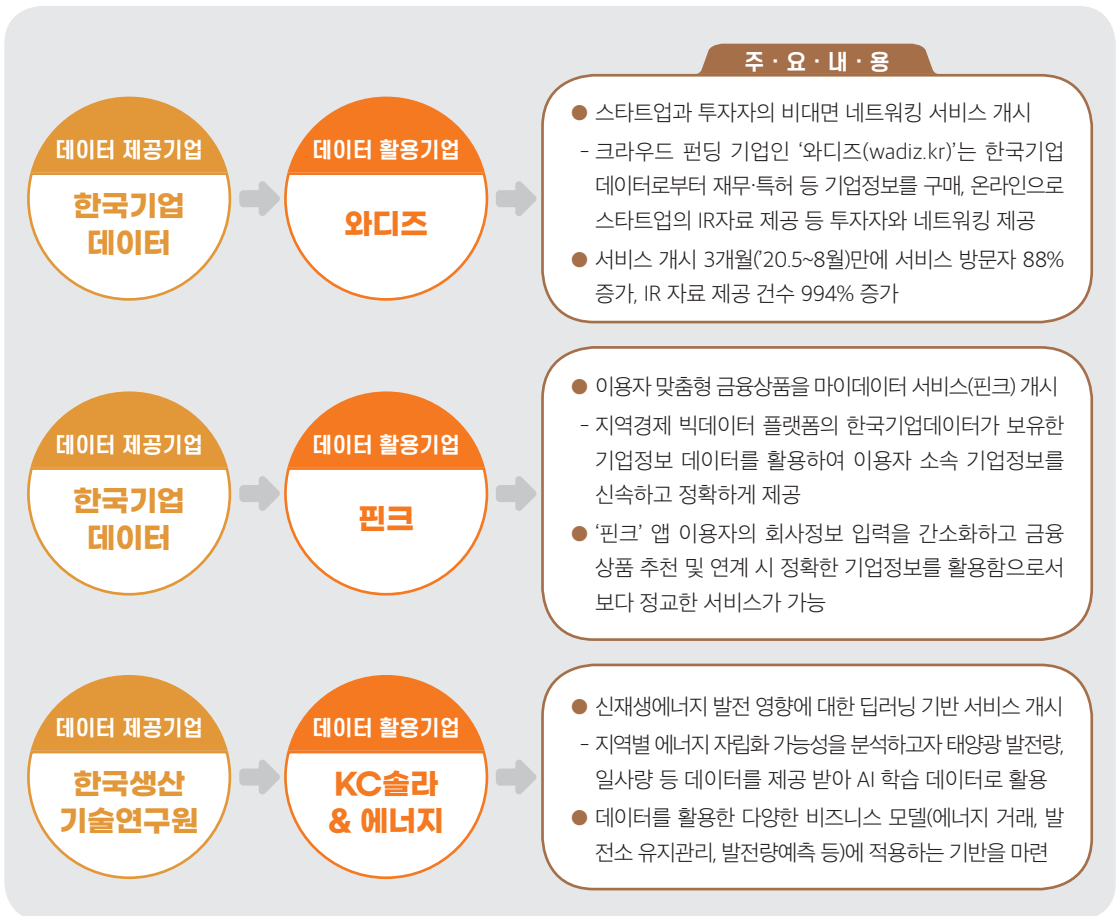 주·요·내·용
데이터 제공기업
한국기업
데이터
데이터 활용기업
와디즈
● 스타트업과 투자자의 비대면 네트워킹 서비스 개시
- 크라우드 펀딩 기업인 ‘와디즈(wadiz.kr)’는 한국기업
데이터로부터 재무·특허 등 기업정보를 구매, 온라인으로
스타트업의 IR자료 제공 등 투자자와 네트워킹 제공
● 서비스 개시 3개월(’20.5~8월)만에 서비스 방문자 88%
증가, IR 자료 제공 건수 994% 증가
데이터 제공기업
한국기업
데이터
데이터 활용기업
핀크
● 이용자 맞춤형 금융상품을 마이데이터 서비스(핀크) 개시
- 지역경제 빅데이터 플랫폼의 한국기업데이터가 보유한
기업정보 데이터를 활용하여 이용자 소속 기업정보를
신속하고 정확하게 제공
● ‘핀크’ 앱 이용자의 회사정보 입력을 간소화하고 금융
상품 추천 및 연계 시 정확한 기업정보를 활용함으로서
보다 정교한 서비스가 가능
데이터 제공기업
한국생산
기술연구원
데이터 활용기업
KC솔라
& 에너지
● 신재생에너지 발전 영향에 대한 딥러닝 기반 서비스 개시
- 지역별 에너지 자립화 가능성을 분석하고자 태양광 발전량,
일사량 등 데이터를 제공 받아 AI 학습 데이터로 활용
● 데이터를 활용한 다양한 비즈니스 모델(에너지 거래, 발
전소 유지관리, 발전량예측 등)에 적용하는 기반을 마련